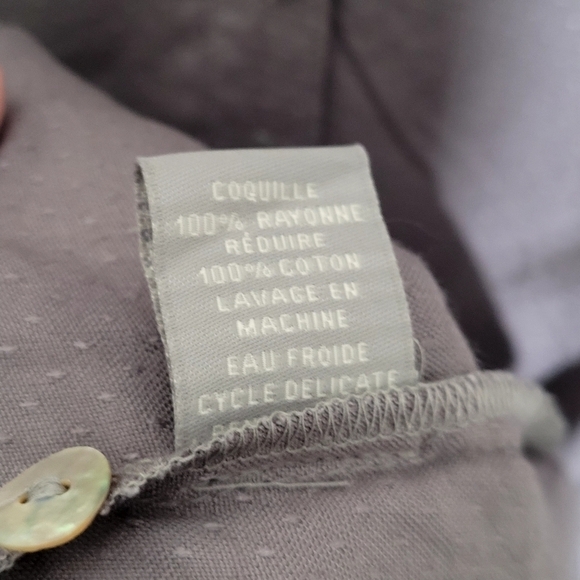 COQUILLE
100% RAYONNE
RÉDUIRE
100% COTON
LAVAGE EN
MACHINE
EAU FROIDE
CYCLE DELICATE